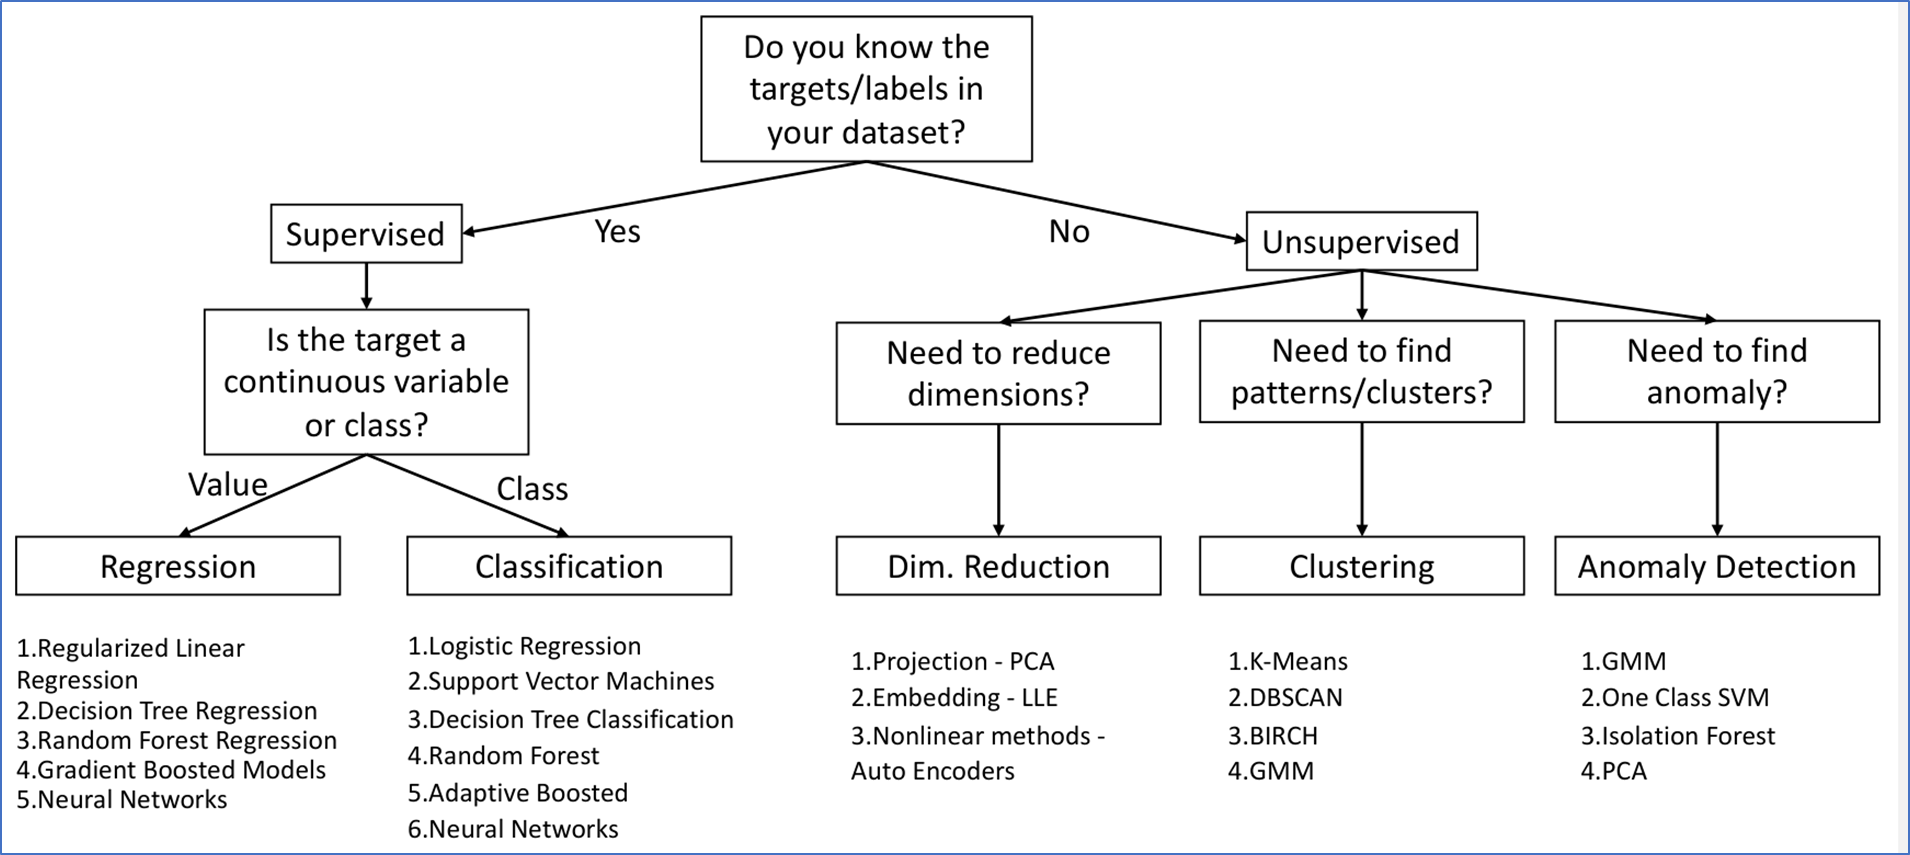 Do you know the
targets/labels in
your dataset?
Supervised
Yes
No
Unsupervised
Is the target a
continuous variable
or class?
Need to reduce
dimensions?
Need to find
patterns/clusters?
Need to find
anomaly?
Value
Class
Regression
Classification
Dim. Reduction
Clustering
Anomaly Detection
1.Regularized Linear
Regression
2.Decision Tree Regression
3.Random Forest Regression
4.Gradient Boosted Models
5.Neural Networks
1.Logistic Regression
2.Support Vector Machines
3.Decision Tree Classification
4.Random Forest
5.Adaptive Boosted
6.Neural Networks
1.Projection - PCA
2.Embedding - LLE
3.Nonlinear methods -
Auto Encoders
1.K-Means
2.DBSCAN
3.BIRCH
4.GMM
1.GMM
2.One Class SVM
3.Isolation Forest
4.PCA